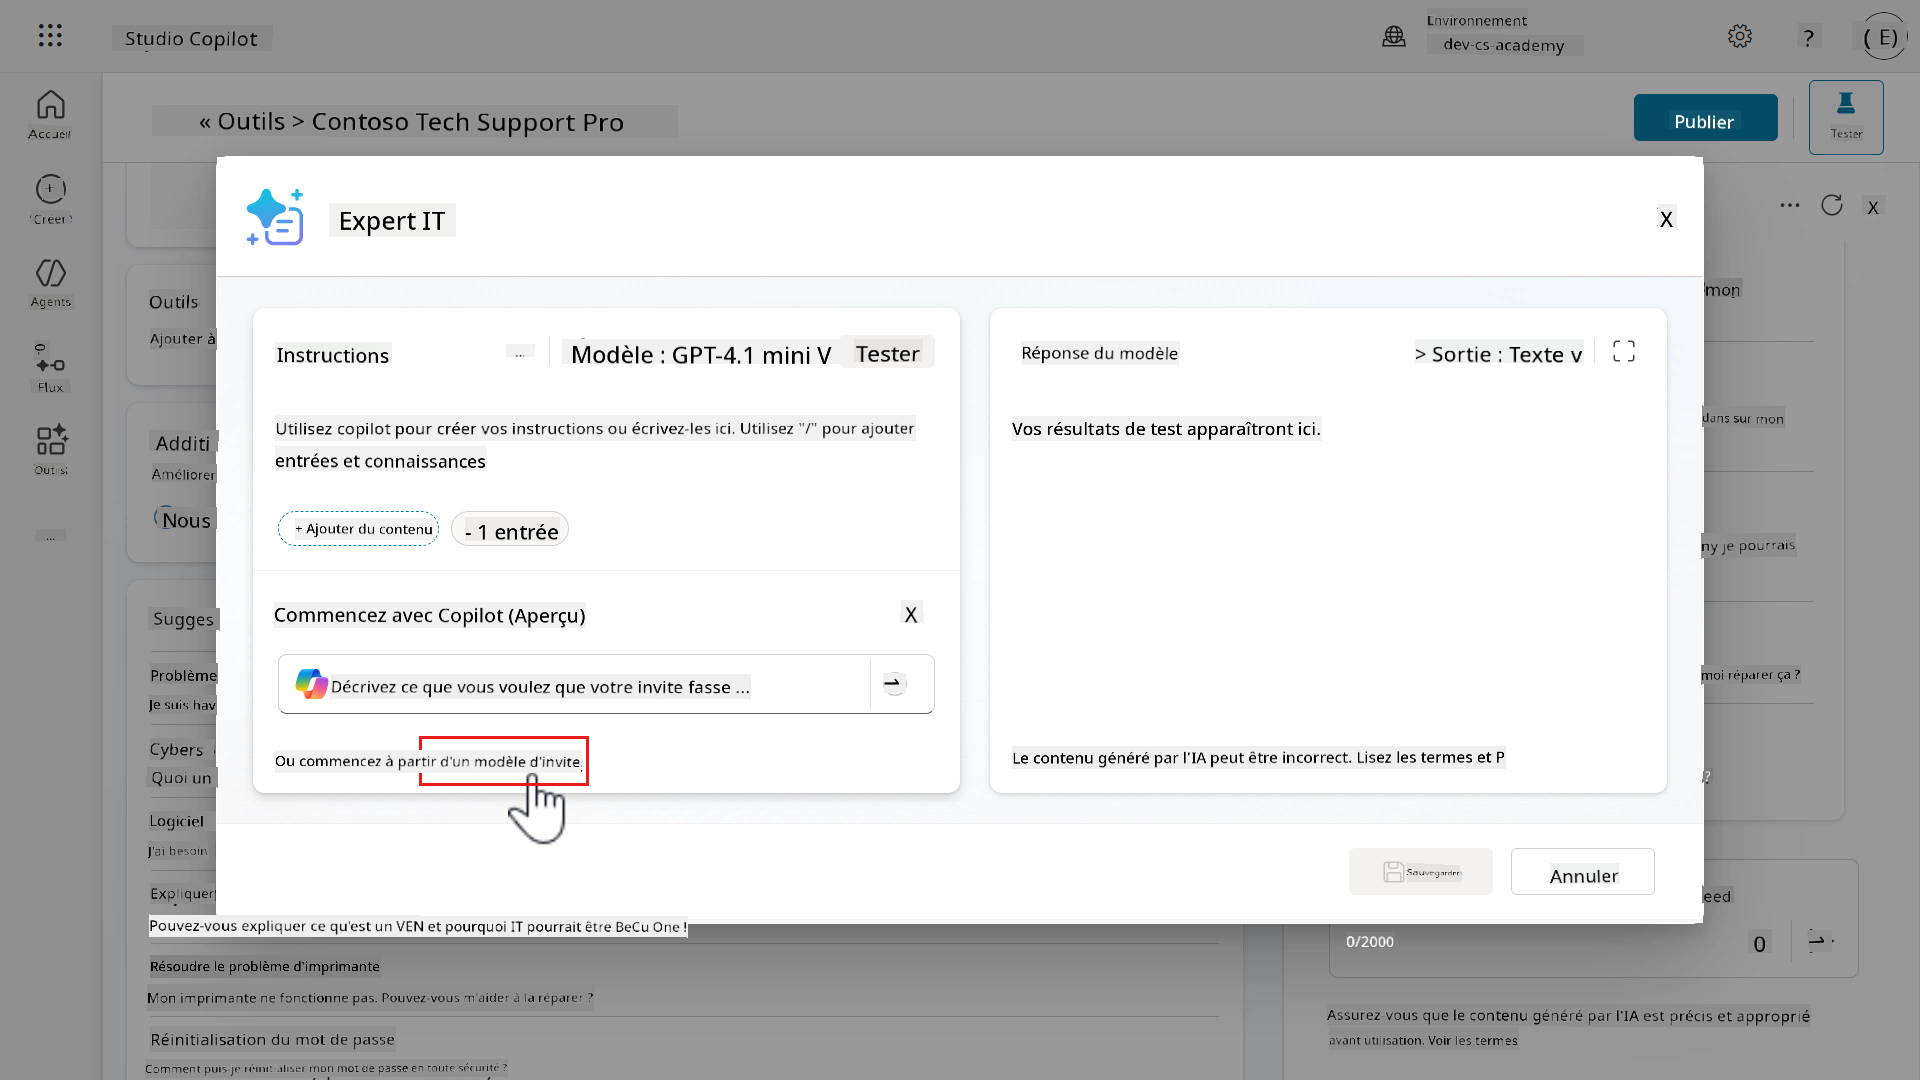 Studio Copilot
Environnement
dev-cs-academy
?
( E)
Accueil
Créer
Agents
Flux
Outils
...
« Outils > Contoso Tech Support Pro
Publier
Tester
Expert IT
X
...
X
Outils
Ajouter à
Additi
Améliorer
Nous
Sugges
Problème
Je suis hav
Cybers
Quoi un
Logiciel
J'ai besoin
Expliquer
Instructions
...
Modèle : GPT-4.1 mini V
Tester
Utilisez copilot pour créer vos instructions ou écrivez-les ici. Utilisez "/" pour ajouter
entrées et connaissances
+ Ajouter du contenu
- 1 entrée
Commencez avec Copilot (Aperçu)
X
Décrivez ce que vous voulez que votre invite fasse ...
Ou commencez à partir d'un modèle d'invite.
Réponse du modèle
> Sortie : Texte v
Vos résultats de test apparaîtront ici.
Le contenu généré par l'IA peut être incorrect. Lisez les termes et P
Sauvegarder
Annuler
mon
dans sur mon
ny je pourrais
moi réparer ça ?
?
eed
Pouvez-vous expliquer ce qu'est un VEN et pourquoi IT pourrait être BeCu One !
Résoudre le problème d'imprimante
Mon imprimante ne fonctionne pas. Pouvez-vous m'aider à la réparer ?
Réinitialisation du mot de passe
Comment puis-je réinitialiser mon mot de passe en toute sécurité ?
0/2000
0
Assurez-vous que le contenu généré par l'IA est précis et approprié
avant utilisation. Voir les termes